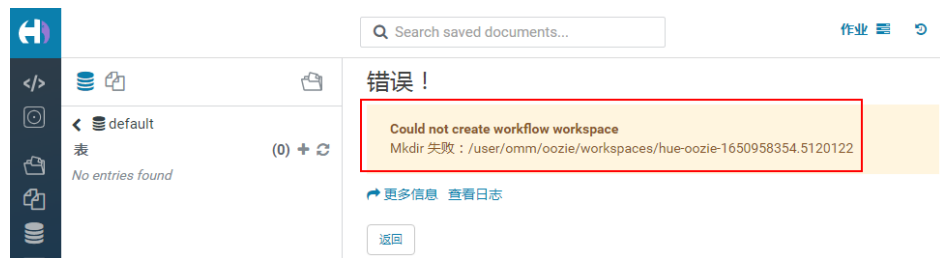 Search saved documents...
作业
错误！
default
Could not create workflow workspace
表 (0)
Mkdir 失败：/user/omm/oozie/workspaces/hue-oozie-1650958354.5120122
No entries found
更多信息 查看日志
返回